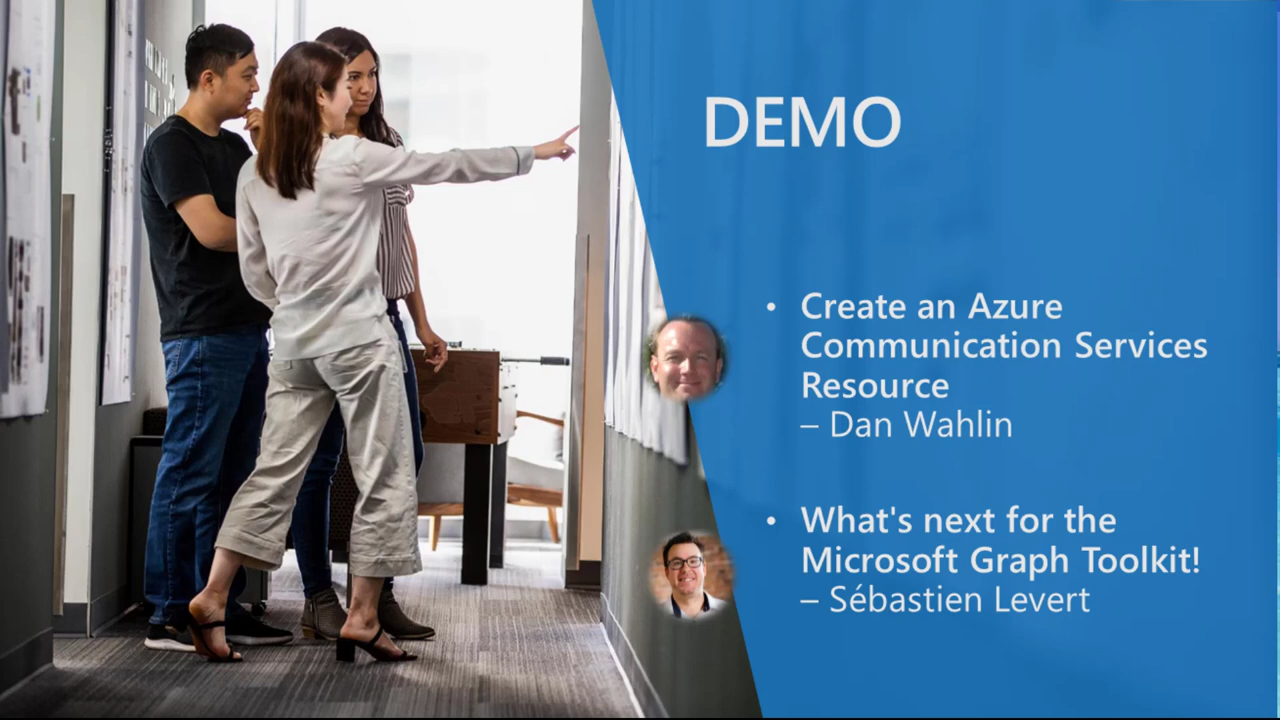 DEMO
• Create an Azure
Communication Services
Resource
– Dan Wahlin
• What's next for the
Microsoft Graph Toolkit!
– Sébastien Levert